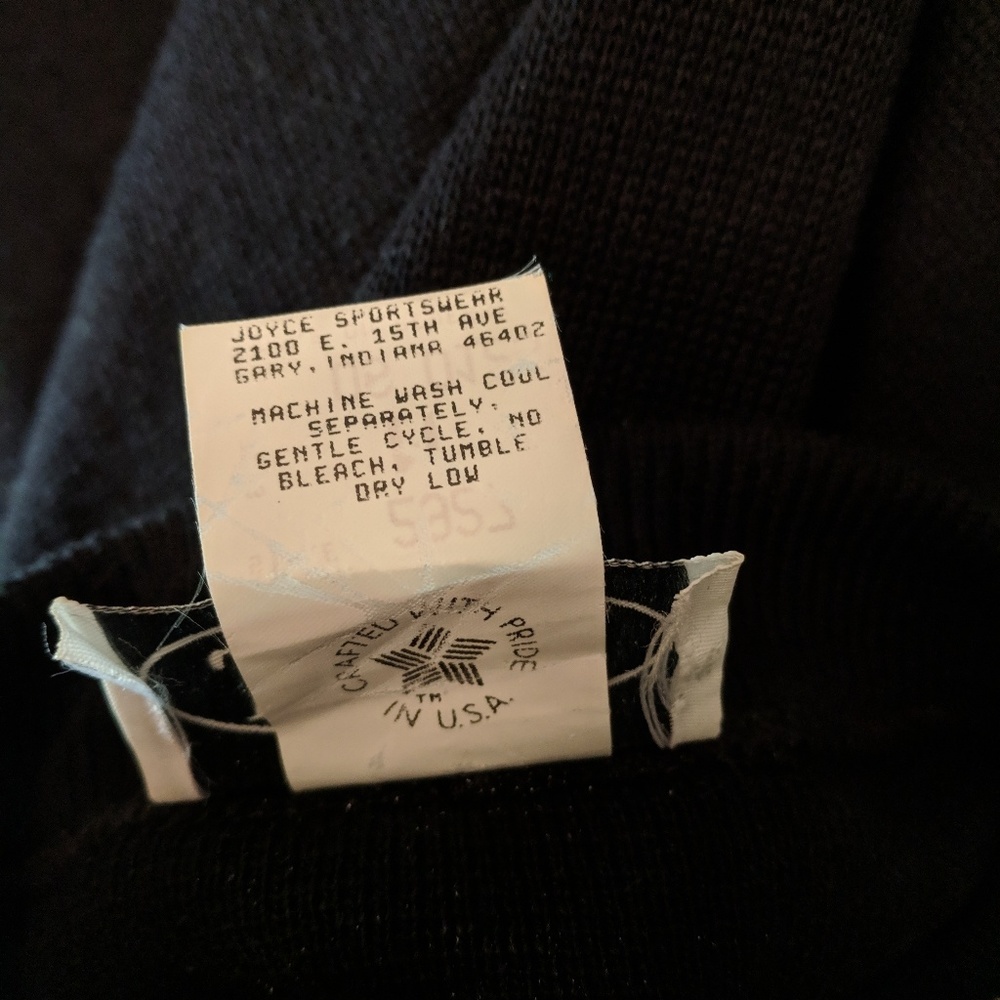 JOYCE SPORTSWEAR
2100 E. 15TH AVE
GARY, INDIANA 46402
MACHINE WASH COOL
SEPARATELY.
GENTLE CYCLE. NO
BLEACH. TUMBLE
DRY LOW
CRAFTED WITH PRIDE
TM
IN U.S.A.